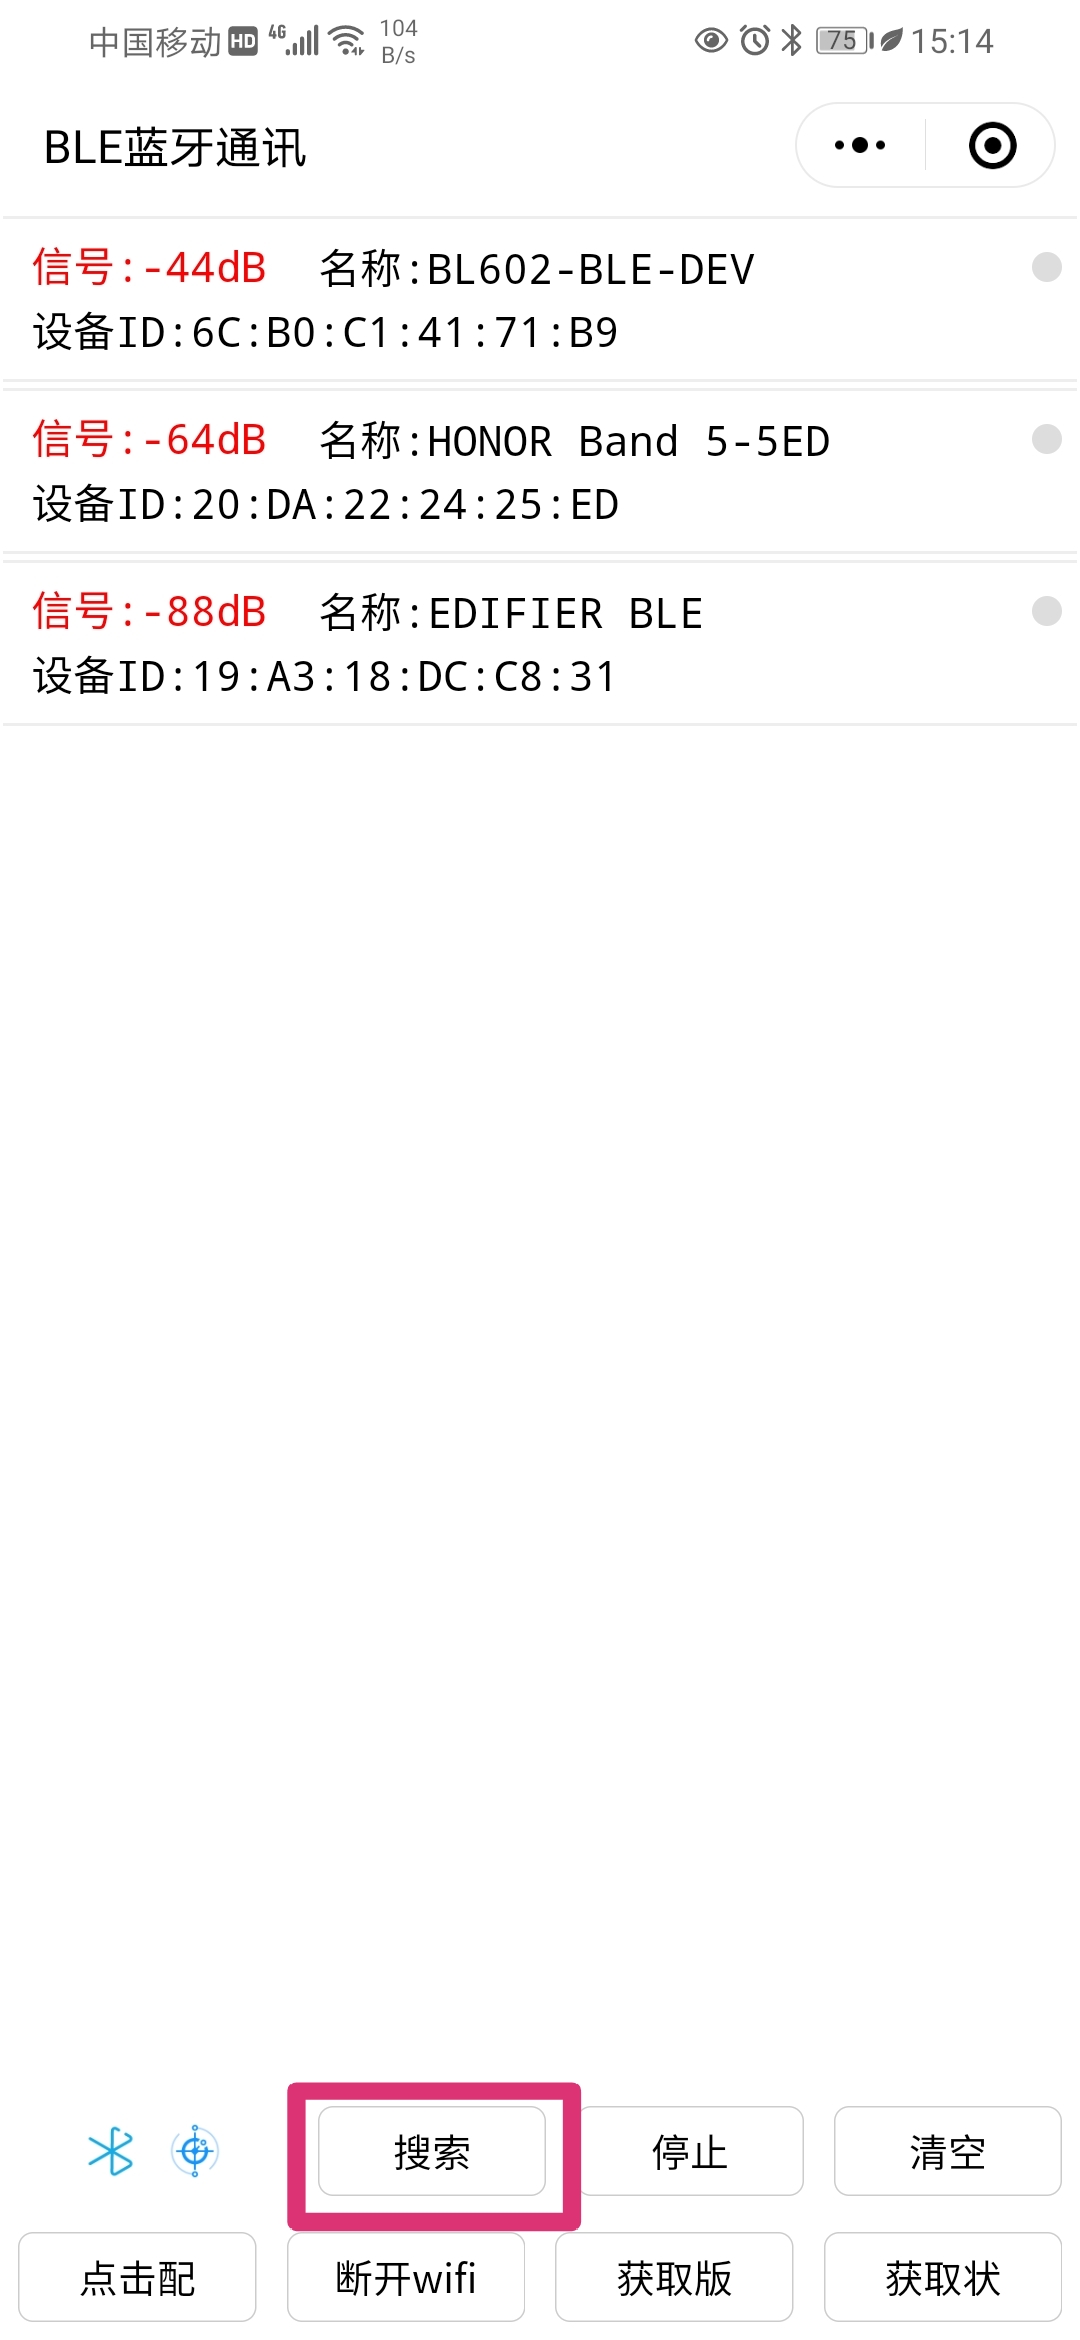 中国移动 HD 4G 104 B/s 75 15:14
BLE蓝牙通讯
信号:-44dB 名称:BL602-BLE-DEV
设备ID:6C:B0:C1:41:71:B9
信号:-64dB 名称:HONOR Band 5-5ED
设备ID:20:DA:22:24:25:ED
信号:-88dB 名称:EDIFIER BLE
设备ID:19:A3:18:DC:C8:31
搜索 停止 清空
点击配 断开wifi 获取版 获取状